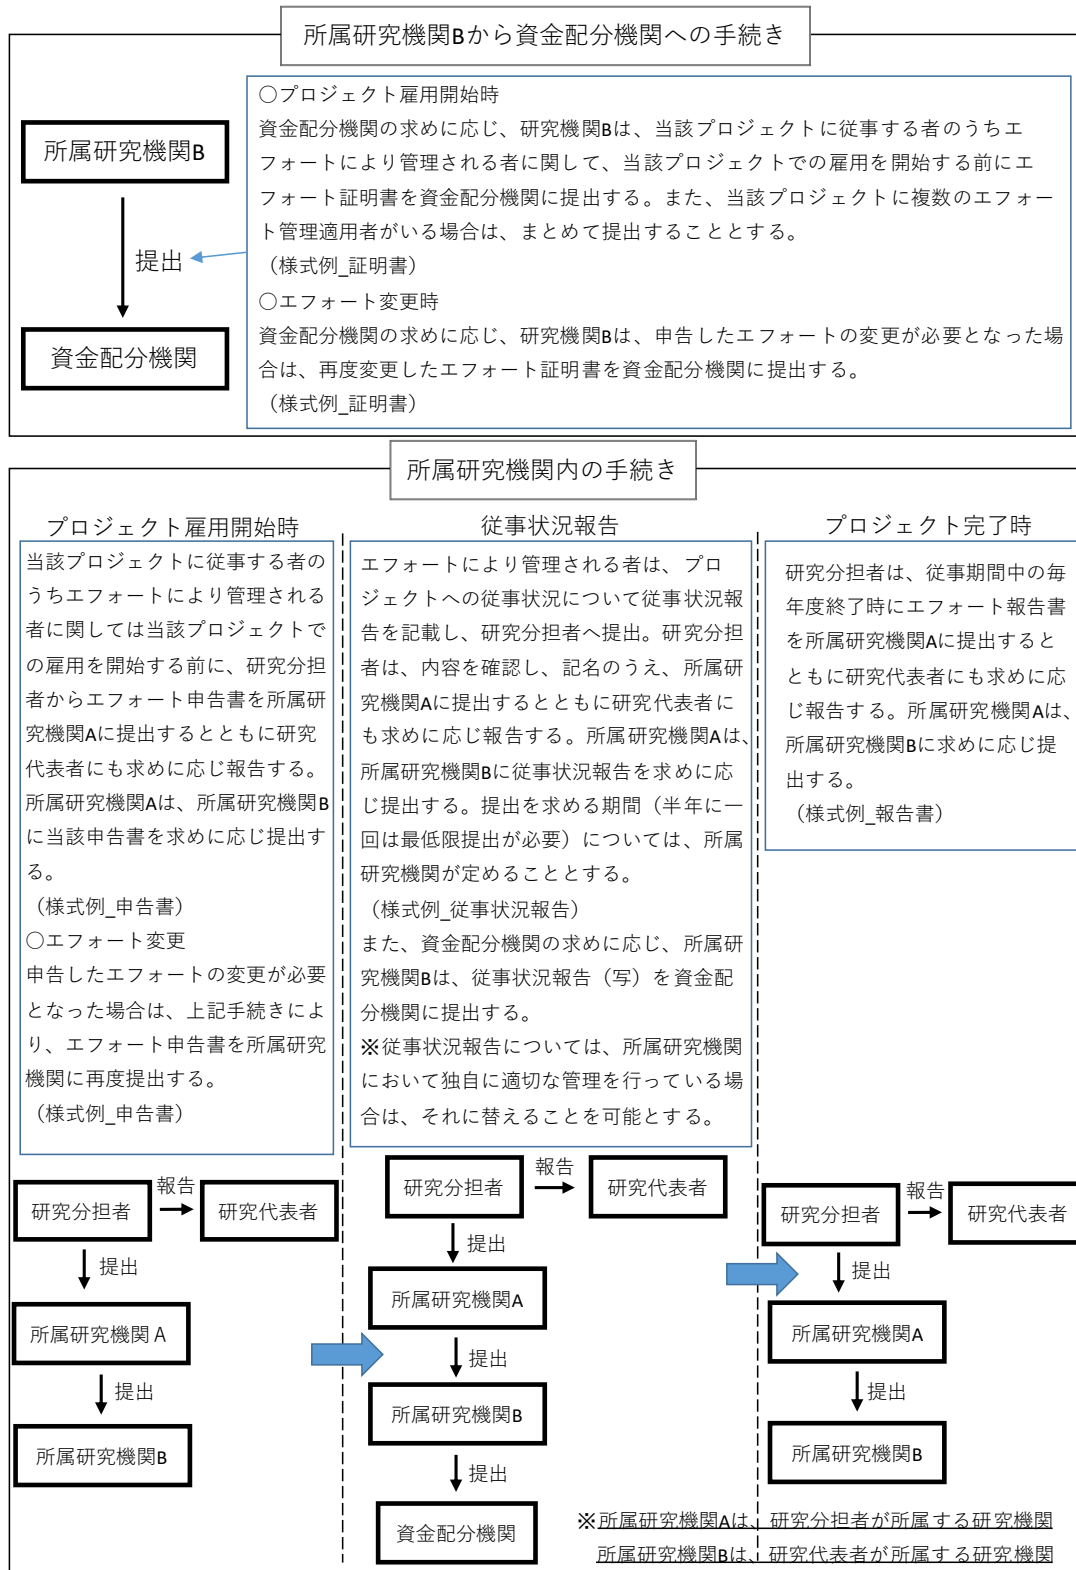 所属研究機関Bから資金配分機関への手続き
所属研究機関B
提出
資金配分機関
○プロジェクト雇用開始時
資金配分機関の求めに応じ、研究機関Bは、当該プロジェクトに従事する者のうちエ
フォートにより管理される者に関して、当該プロジェクトでの雇用を開始する前にエ
フォート証明書を資金配分機関に提出する。また、当該プロジェクトに複数のエフォー
ト管理適用者がいる場合は、まとめて提出することとする。
（様式例_証明書）
○エフォート変更時
資金配分機関の求めに応じ、研究機関Bは、申告したエフォートの変更が必要となった場
合は、再度変更したエフォート証明書を資金配分機関に提出する。
（様式例_証明書）
所属研究機関内の手続き
プロジェクト雇用開始時
当該プロジェクトに従事する者の
うちエフォートにより管理される
者に関しては当該プロジェクトで
の雇用を開始する前に、研究分担
者からエフォート申告書を所属研
究機関Aに提出するとともに研究
代表者にも求めに応じ報告する。
所属研究機関Aは、所属研究機関B
に当該申告書を求めに応じ提出す
る。
（様式例_申告書）
○エフォート変更
申告したエフォートの変更が必要
となった場合は、上記手続きによ
り、エフォート申告書を所属研究
機関に再度提出する。
（様式例_申告書）
研究分担者
報告
研究代表者
提出
所属研究機関Ａ
提出
所属研究機関B
従事状況報告
エフォートにより管理される者は、プロ
ジェクトへの従事状況について従事状況報
告を記載し、研究分担者へ提出。研究分担
者は、内容を確認し、記名のうえ、所属研
究機関Aに提出するとともに研究代表者に
も求めに応じ報告する。所属研究機関Aは、
所属研究機関Bに従事状況報告を求めに応
じ提出する。提出を求める期間（半年に一
回は最低限提出が必要）については、所属
研究機関が定めることとする。
（様式例_従事状況報告）
また、資金配分機関の求めに応じ、所属研
究機関Bは、従事状況報告（写）を資金配
分機関に提出する。
※従事状況報告については、所属研究機関
において独自に適切な管理を行っている場
合は、それに替えることを可能とする。
研究分担者
報告
研究代表者
提出
所属研究機関A
提出
所属研究機関B
提出
資金配分機関
プロジェクト完了時
研究分担者は、従事期間中の毎
年度終了時にエフォート報告書
を所属研究機関Aに提出すると
ともに研究代表者にも求めに応
じ報告する。所属研究機関Aは、
所属研究機関Bに求めに応じ提
出する。
（様式例_報告書）
研究分担者
報告
研究代表者
提出
所属研究機関A
提出
所属研究機関B
※所属研究機関Aは、研究分担者が所属する研究機関
所属研究機関Bは、研究代表者が所属する研究機関